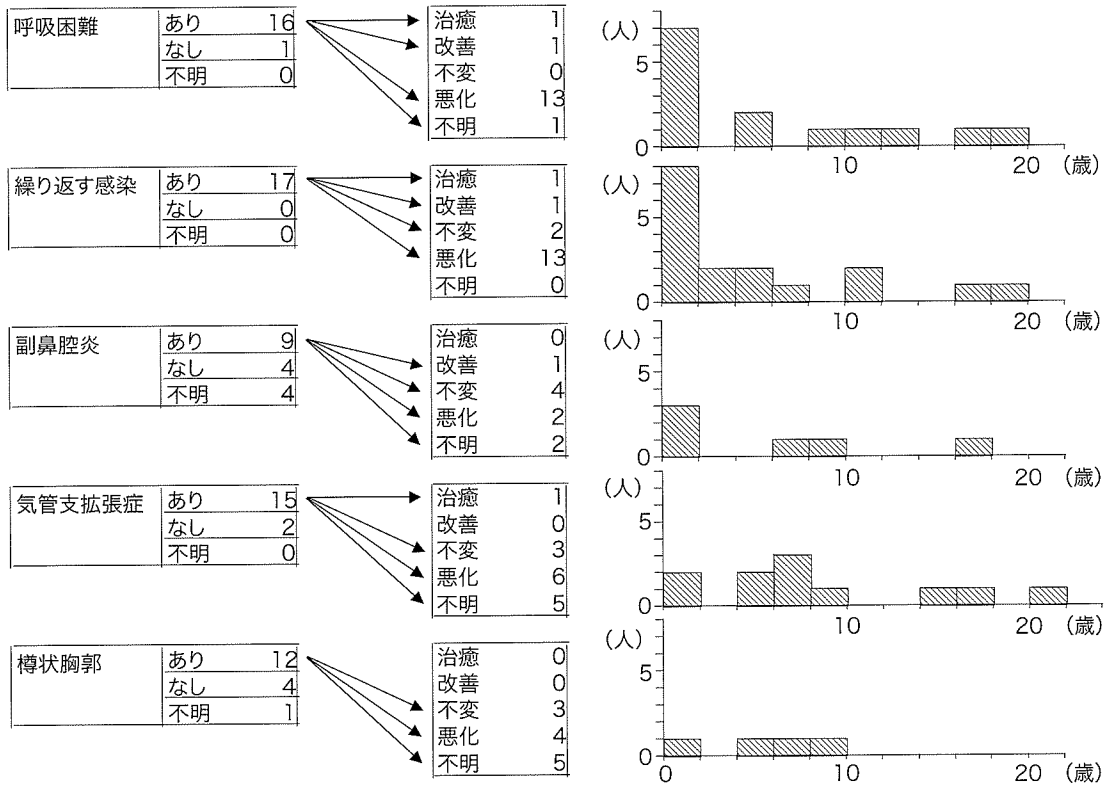 呼吸困難
あり 16
なし 1
不明 0
治癒 1
改善 1
不変 0
悪化 13
不明 1
(人)
5
0
10 20 (歳)
繰り返す感染
あり 17
なし 0
不明 0
治癒 1
改善 1
不変 2
悪化 13
不明 0
(人)
5
0
10 20 (歳)
副鼻腔炎
あり 9
なし 4
不明 4
治癒 0
改善 1
不変 4
悪化 2
不明 2
(人)
5
0
10 20 (歳)
気管支拡張症
あり 15
なし 2
不明 0
治癒 1
改善 0
不変 3
悪化 6
不明 5
(人)
5
0
10 20 (歳)
樽状胸郭
あり 12
なし 4
不明 1
治癒 0
改善 0
不変 3
悪化 4
不明 5
(人)
5
0
0 10 20 (歳)